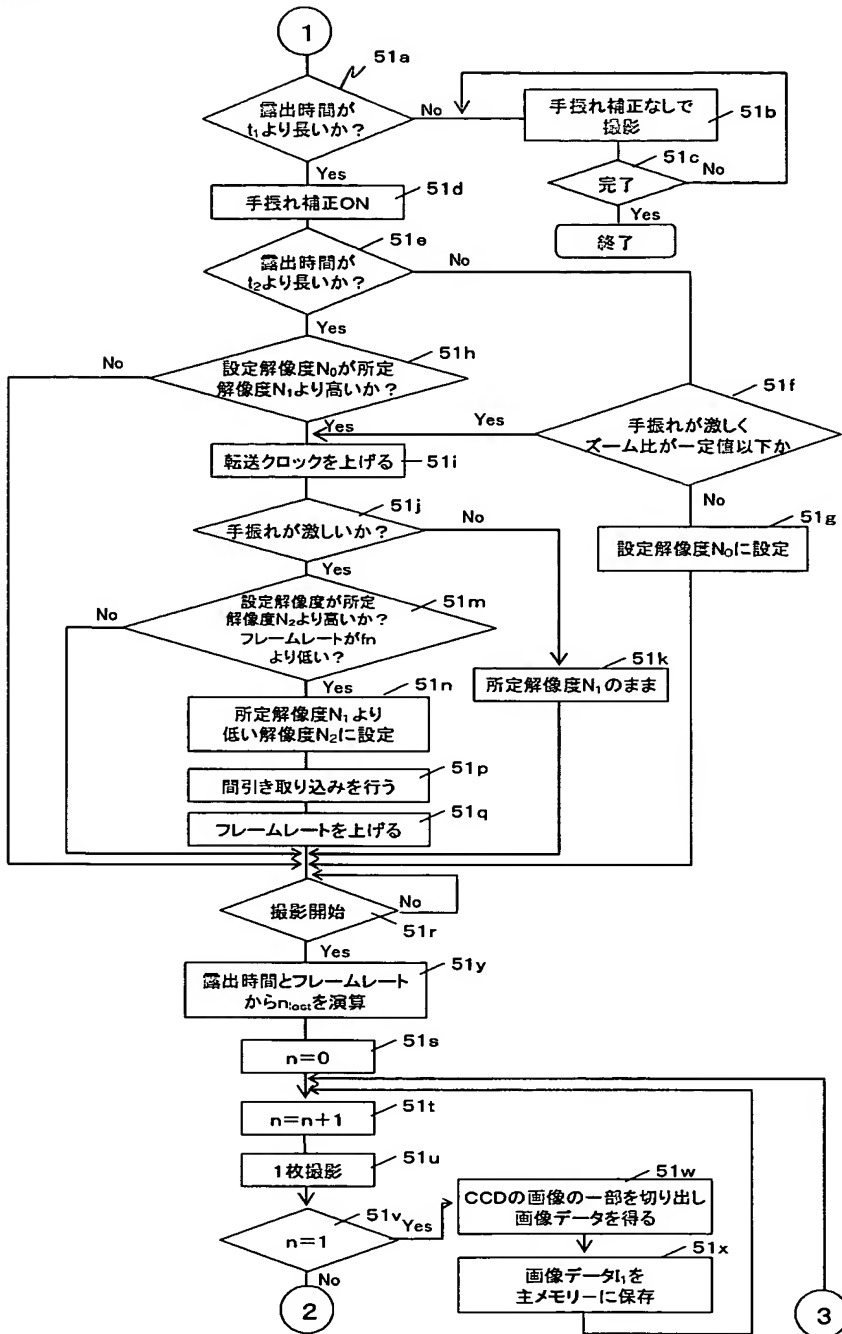 1
51a
露出時間が
t₁より長いか？
No
Yes
手振れ補正なしで
撮影
51b
51c
完了
No
Yes
終了
51d
手振れ補正ON
51e
露出時間が
t₂より長いか？
No
Yes
51h
設定解像度N₀が所定
解像度N₁より高いか？
No
Yes
51f
手振れが激しく
ズーム比が一定値以下か
Yes
No
51g
設定解像度N₀に設定
転送クロックを上げる
51i
51j
手振れが激しいか？
No
Yes
51m
設定解像度が所定
解像度N₂より高いか？
フレームレートがfn
より低い？
No
Yes
51k
所定解像度N₁のまま
51n
所定解像度N₁より
低い解像度N₂に設定
51p
間引き取り込みを行う
51q
フレームレートを上げる
撮影開始
No
51r
Yes
51y
露出時間とフレームレート
からn を演算
51s
n=0
51t
n=n+1
51u
1枚撮影
51v
n=1
Yes
No
51w
CCDの画像の一部を切り出し
画像データを得る
51x
画像データI₁を
主メモリーに保存
2
3